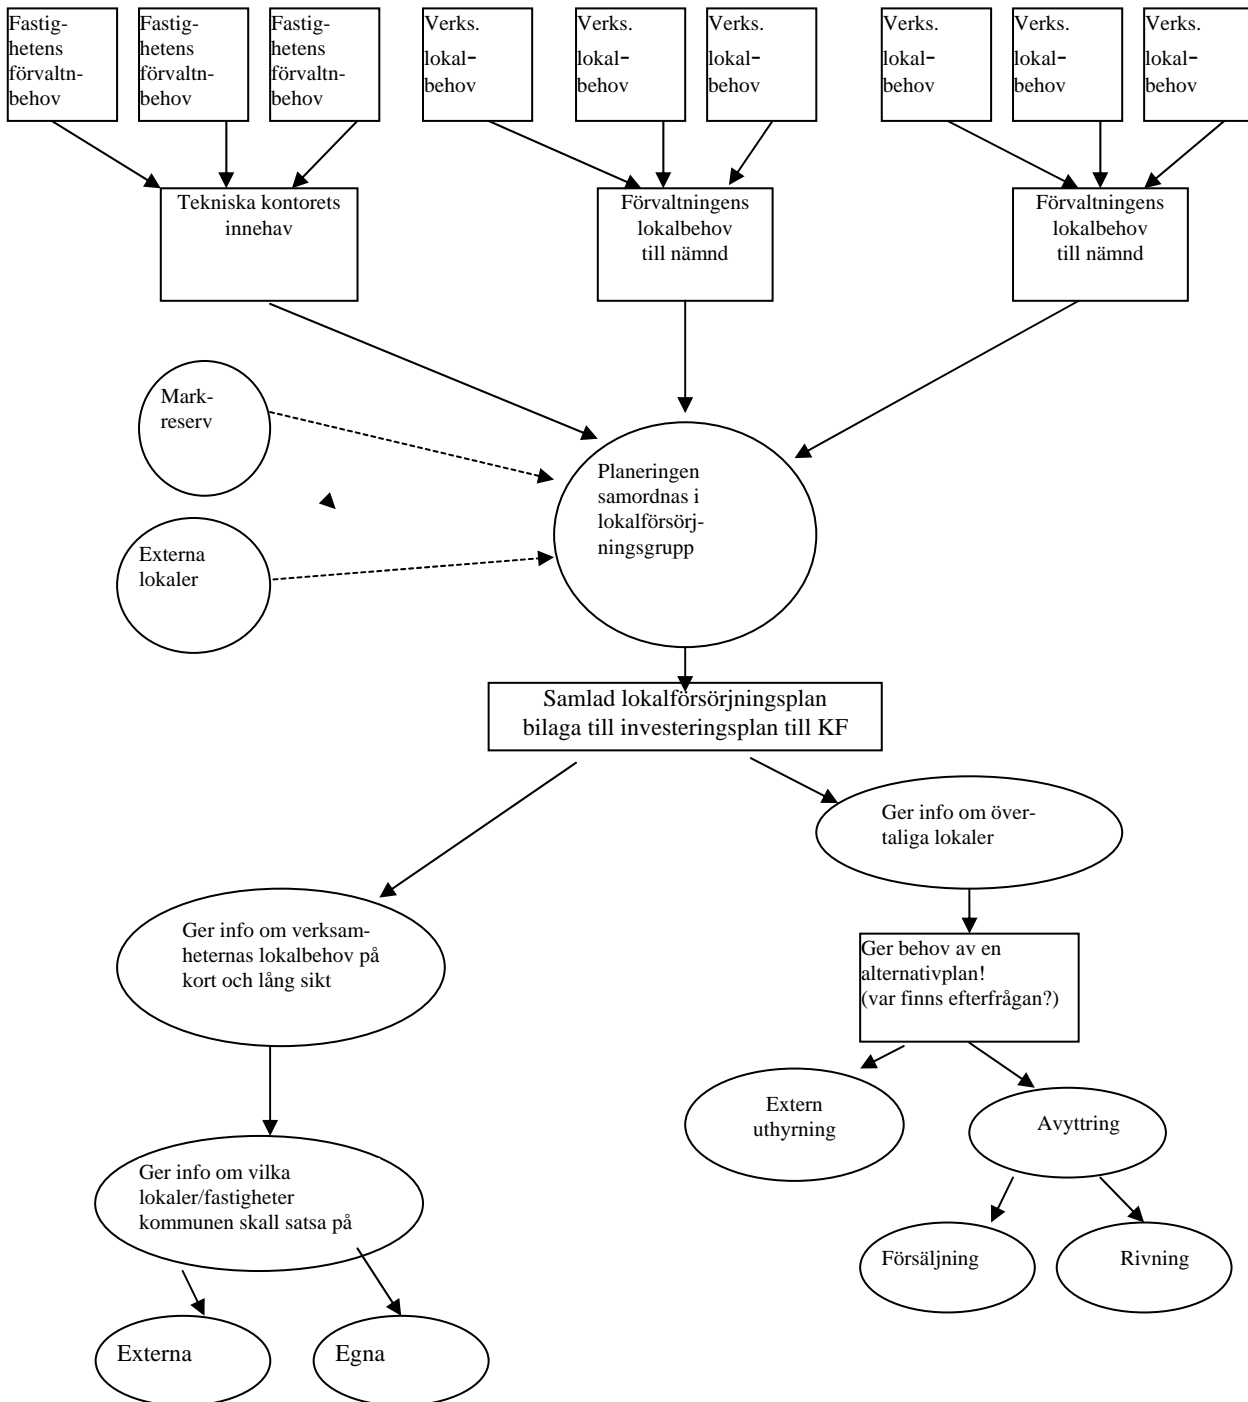 Fastig-
hetens
förvaltn-
behov
Fastig-
hetens
förvaltn-
behov
Fastig-
hetens
förvaltn-
behov
Verks.
lokal-
behov
Verks.
lokal-
behov
Verks.
lokal-
behov
Verks.
lokal-
behov
Verks.
lokal-
behov
Verks.
lokal-
behov
Tekniska kontorets
innehav
Förvaltningens
lokalbehov
till nämnd
Förvaltningens
lokalbehov
till nämnd
Mark-
reserv
Planeringen
samordnas i
lokalförsörj-
ningsgrupp
Externa
lokaler
Samlad lokalförsörjningsplan
bilaga till investeringsplan till KF
Ger info om över-
taliga lokaler
Ger info om verksam-
heternas lokalbehov på
kort och lång sikt
Ger behov av en
alternativplan!
(var finns efterfrågan?)
Extern
uthyrning
Avyttring
Ger info om vilka
lokaler/fastigheter
kommunen skall satsa på
Försäljning
Rivning
Externa
Egna